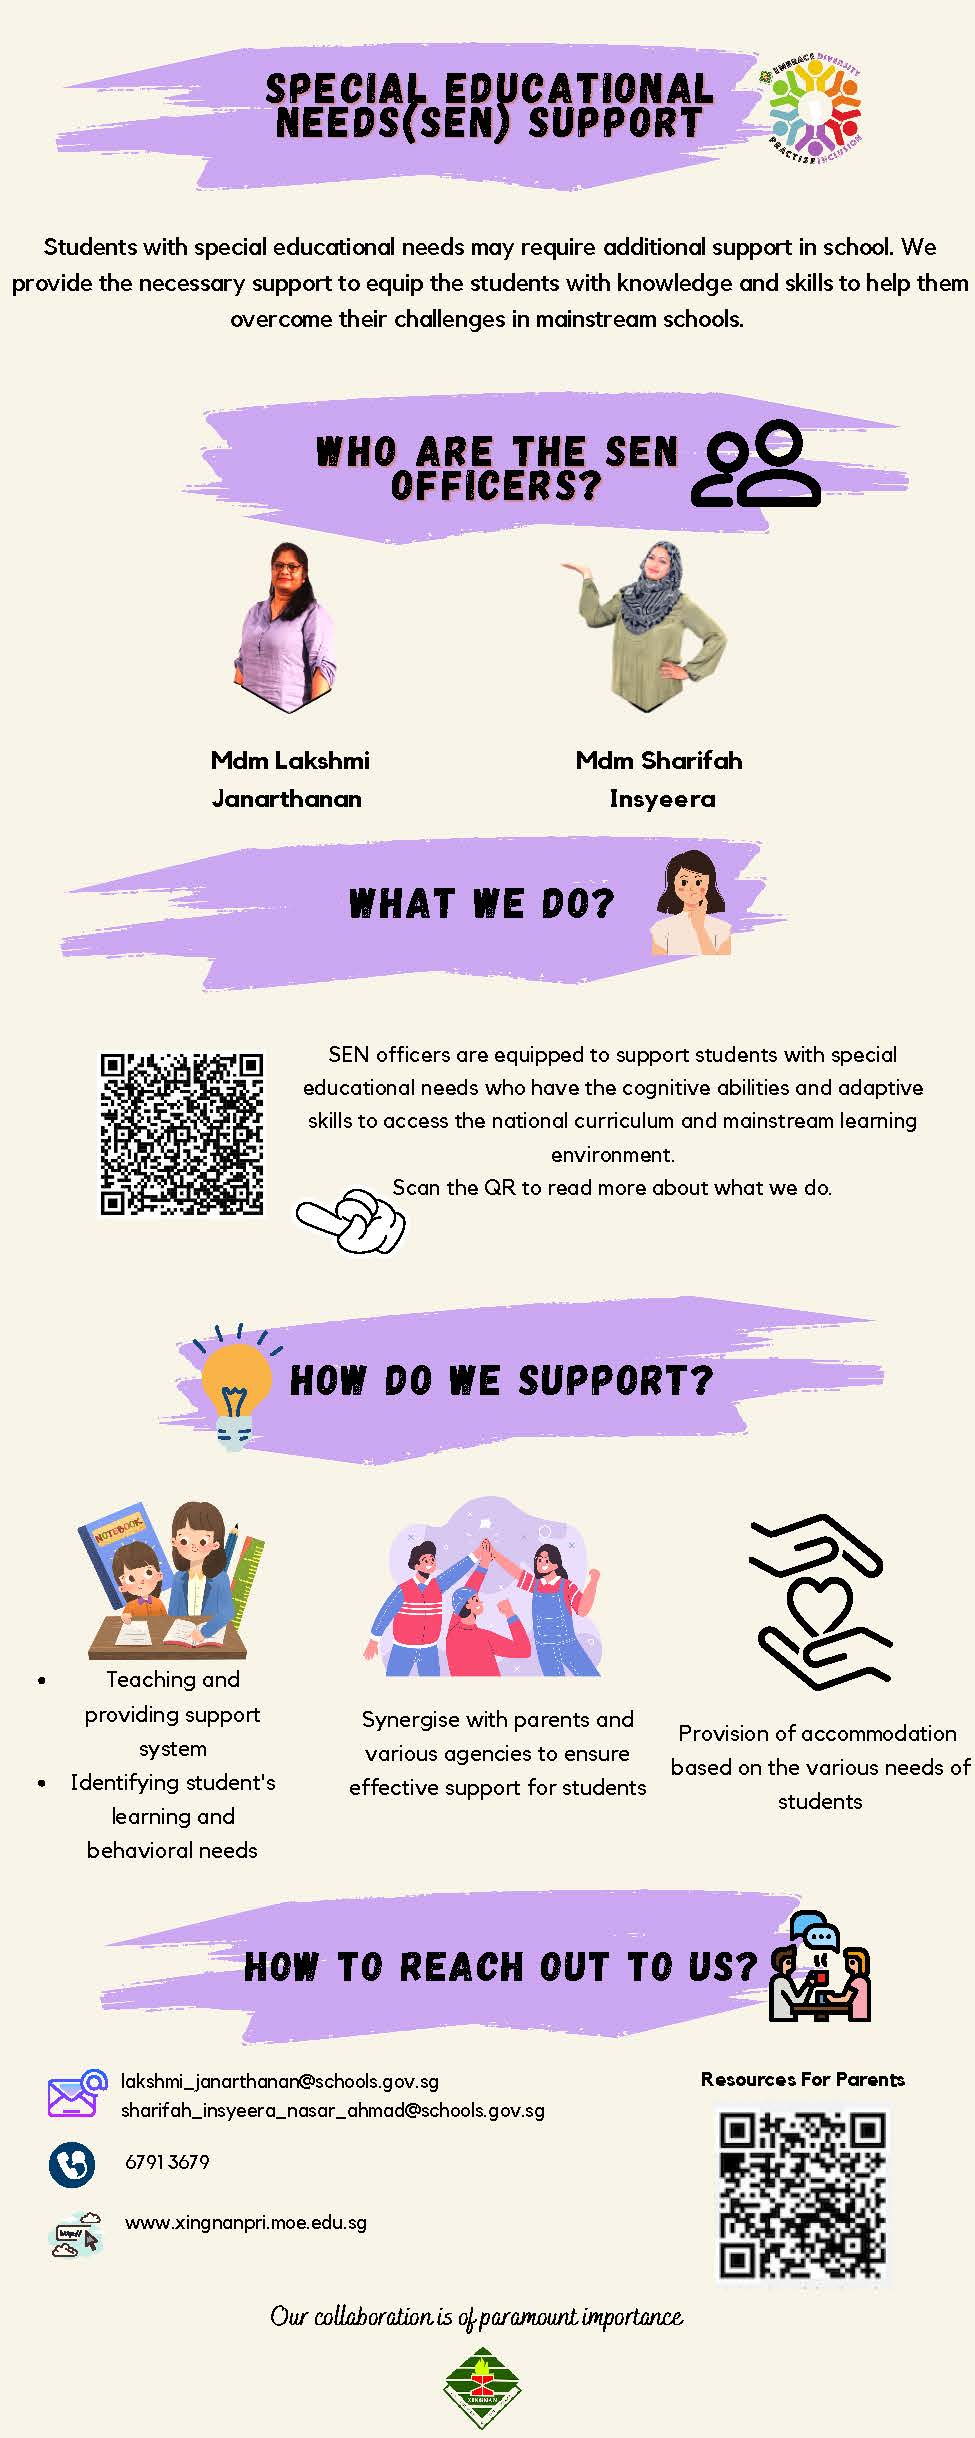 SPECIAL EDUCATIONAL
NEEDS(SEN) SUPPORT
EMBRACE DIVERSITY
PRACTISE INCLUSION
Students with special educational needs may require additional support in school. We
provide the necessary support to equip the students with knowledge and skills to help them
overcome their challenges in mainstream schools.
WHO ARE THE SEN
OFFICERS?
Mdm Lakshmi
Janarthanan
Mdm Sharifah
Insyeera
WHAT WE DO?
SEN officers are equipped to support students with special
educational needs who have the cognitive abilities and adaptive
skills to access the national curriculum and mainstream learning
environment.
Scan the QR to read more about what we do.
HOW DO WE SUPPORT?
NOTEBOOK
• Teaching and
providing support
system
• Identifying student's
learning and
behavioral needs
Synergise with parents and
various agencies to ensure
effective support for students
Provision of accommodation
based on the various needs of
students
HOW TO REACH OUT TO US?
lakshmi_janarthanan@schools.gov.sg
sharifah_insyeera_nasar_ahmad@schools.gov.sg
6791 3679
http://
www.xingnanpri.moe.edu.sg
Resources For Parents
Our collaboration is of paramount importance
XINGNAN